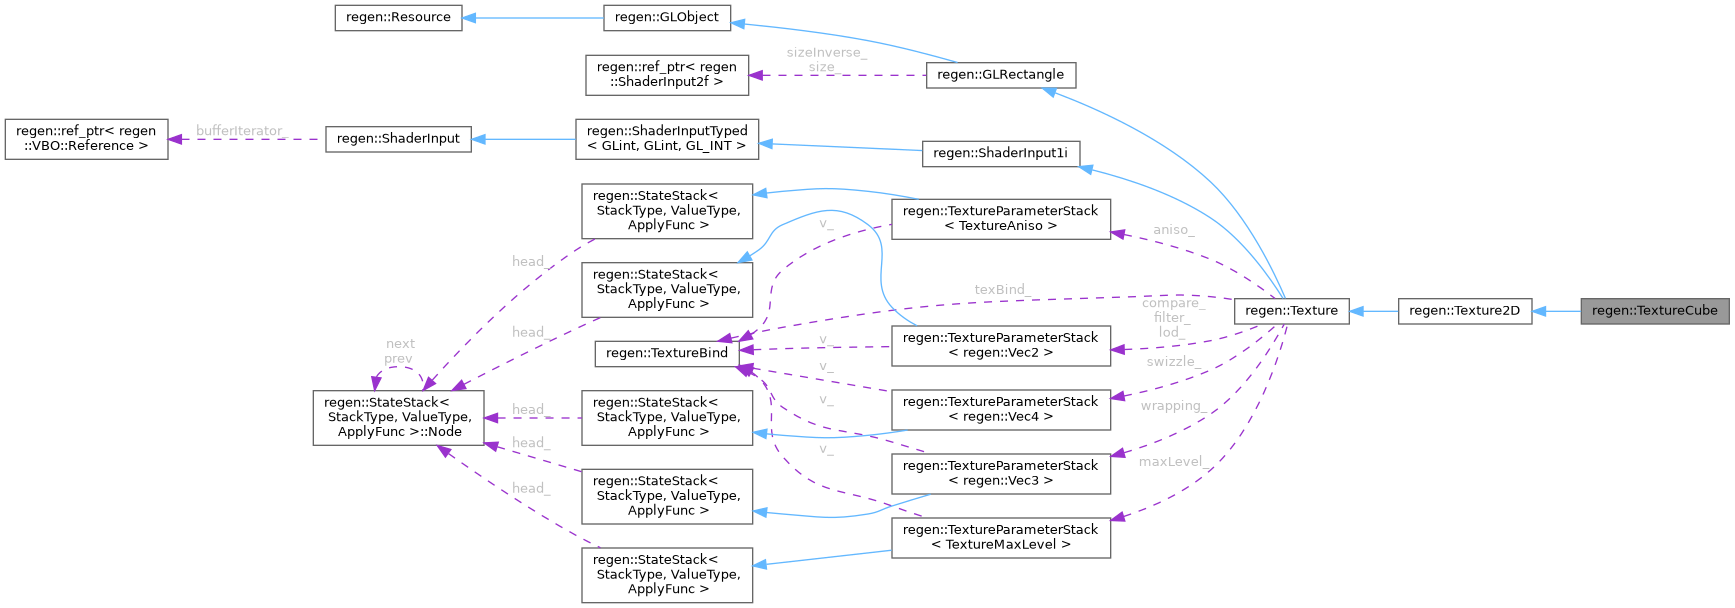 regen::Resource
regen::GLObject
regen::ref_ptr< regen
::ShaderInput2f >
sizeInverse_
size_
regen::GLRectangle
regen::ref_ptr< regen
::VBO::Reference >
bufferIterator_
regen::ShaderInput
regen::ShaderInputTyped
< GLint, GLint, GL_INT >
regen::ShaderInput1i
regen::StateStack<
StackType, ValueType,
ApplyFunc >
regen::TextureParameterStack
< TextureAniso >
v_
aniso_
head_
regen::StateStack<
StackType, ValueType,
ApplyFunc >
texBind_
compare_
filter_
lod_
regen::Texture
regen::Texture2D
regen::TextureCube
head_
next
prev
regen::TextureBind
v_
regen::TextureParameterStack
< regen::Vec2 >
v_
swizzle_
regen::StateStack<
StackType, ValueType,
ApplyFunc >::Node
head_
regen::StateStack<
StackType, ValueType,
ApplyFunc >
v_
regen::TextureParameterStack
< regen::Vec4 >
wrapping_
head_
v_
regen::TextureParameterStack
< regen::Vec3 >
maxLevel_
regen::StateStack<
StackType, ValueType,
ApplyFunc >
head_
regen::TextureParameterStack
< TextureMaxLevel >
regen::StateStack<
StackType, ValueType,
ApplyFunc >